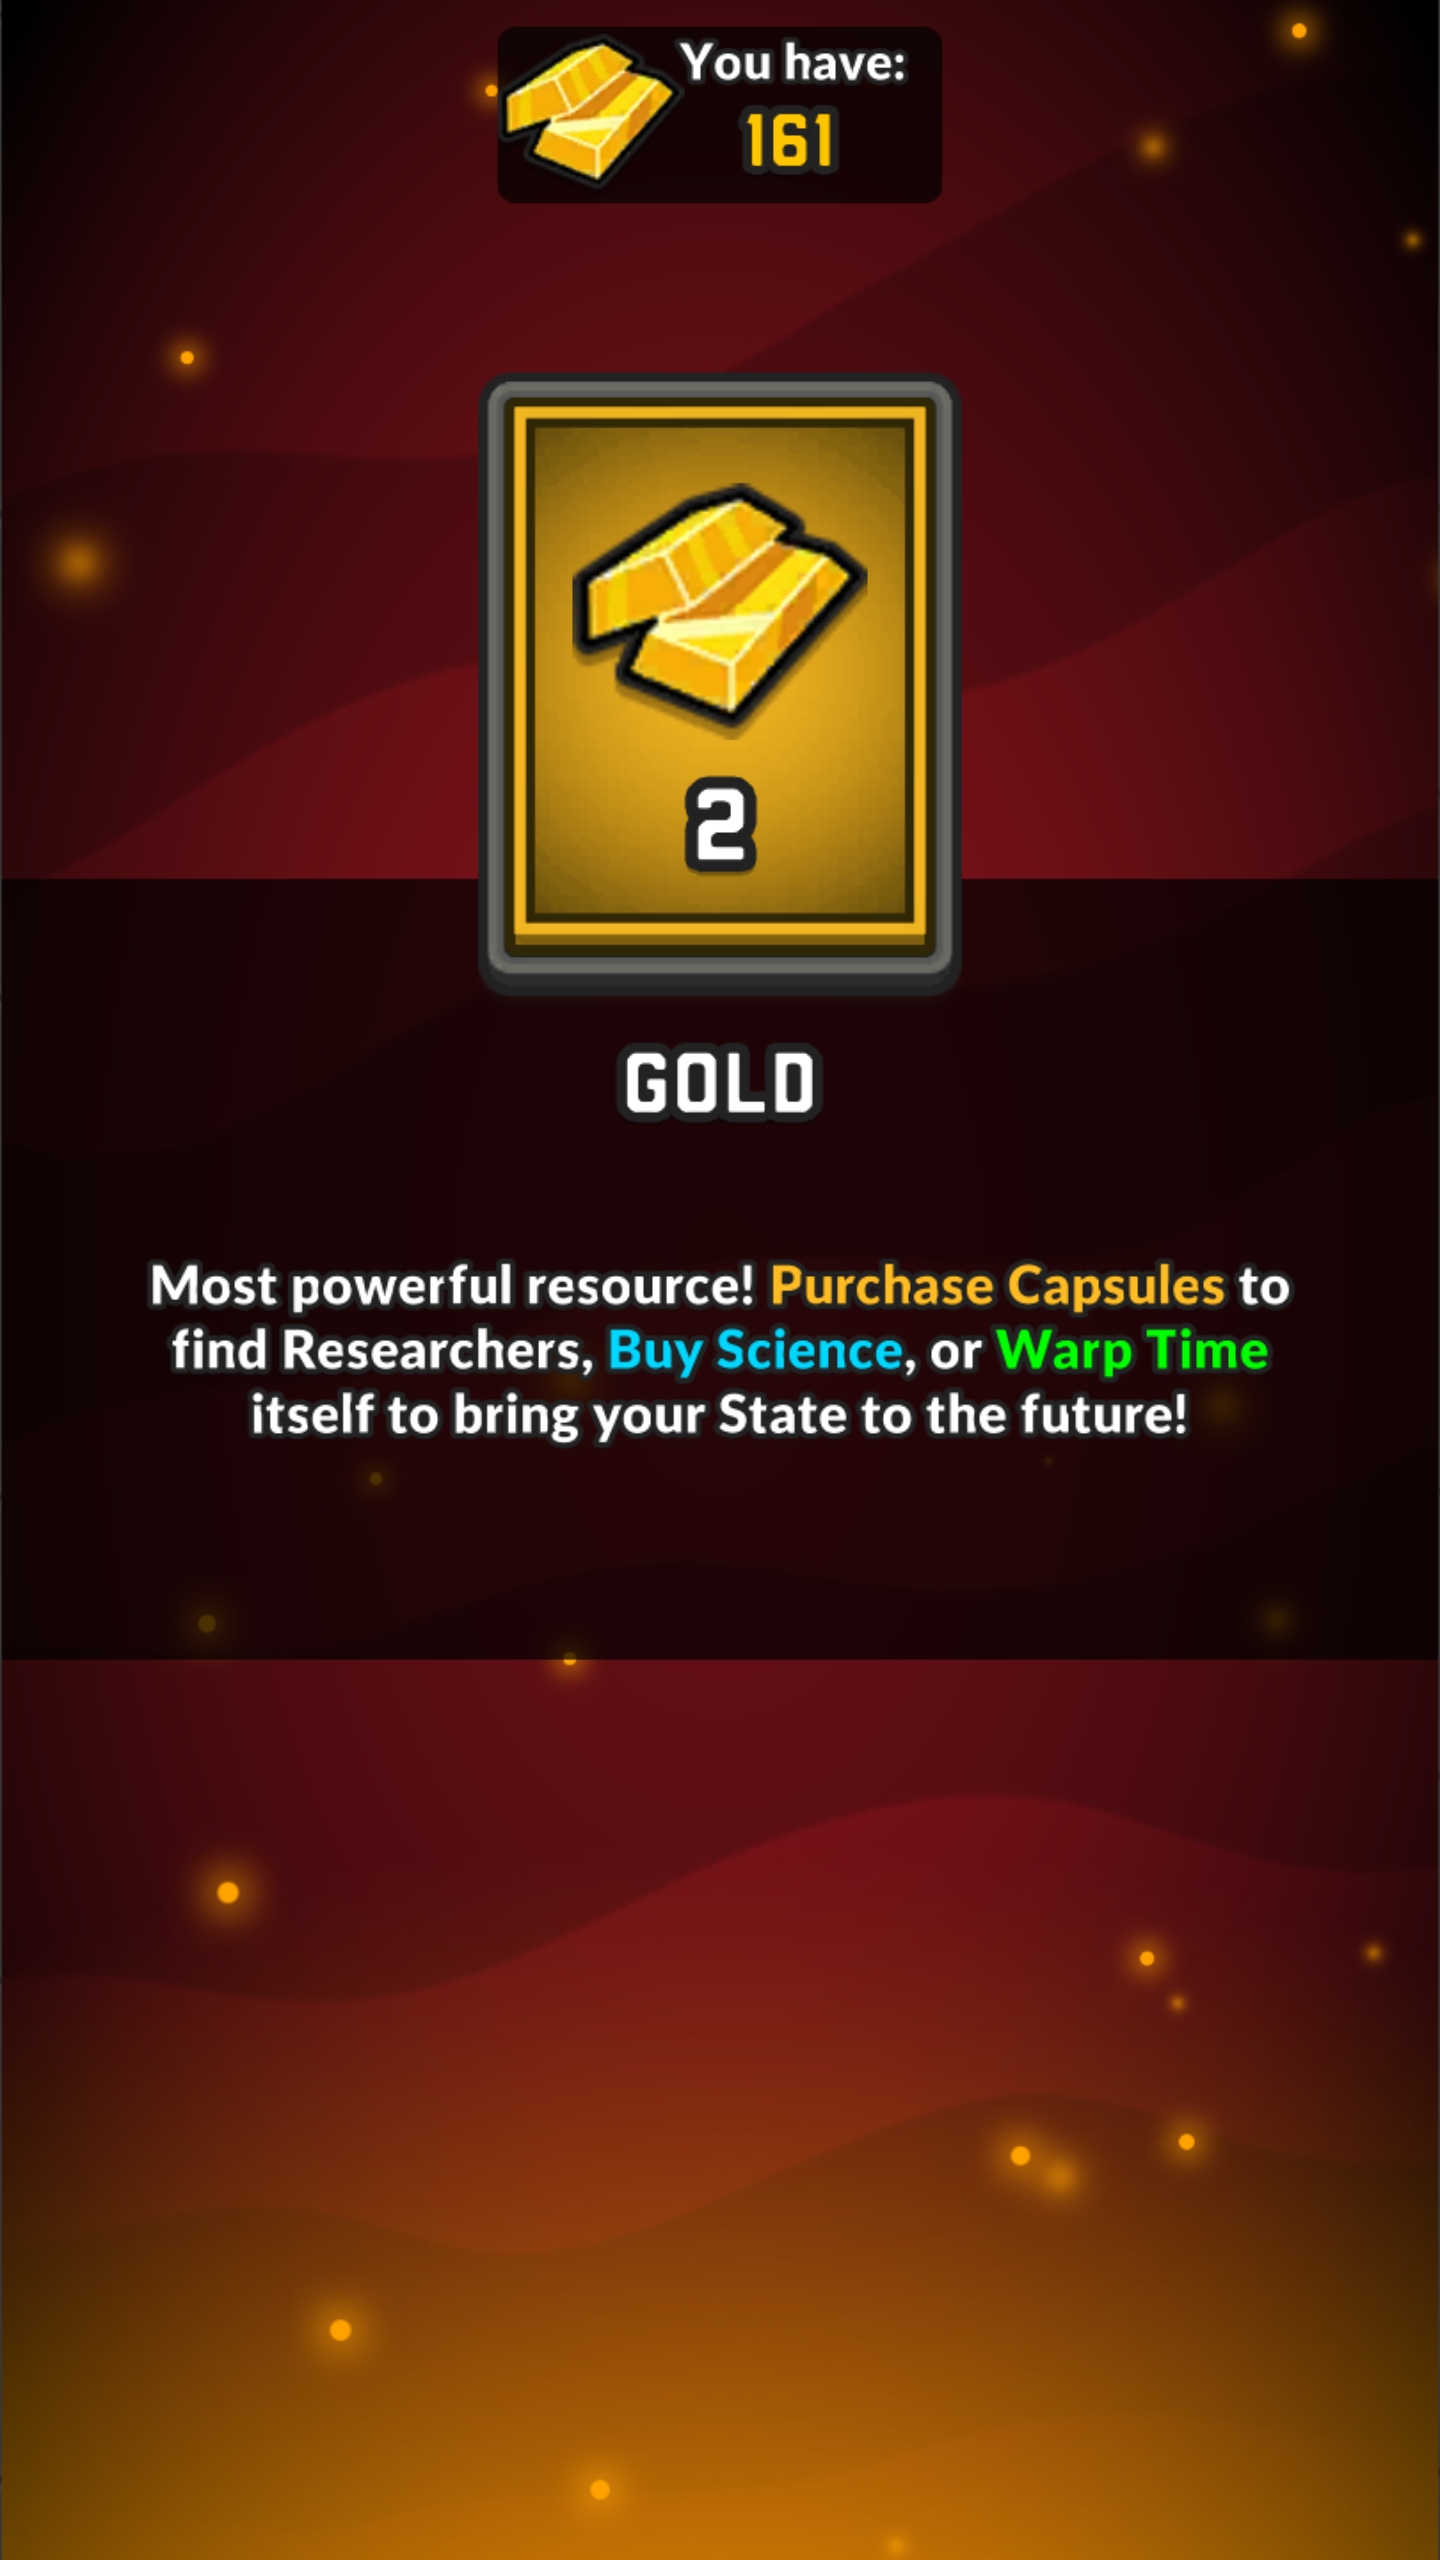 You have:
161
2
GOLD
Most powerful resource! Purchase Capsules to
find Researchers, Buy Science, or Warp Time
itself to bring your State to the future!